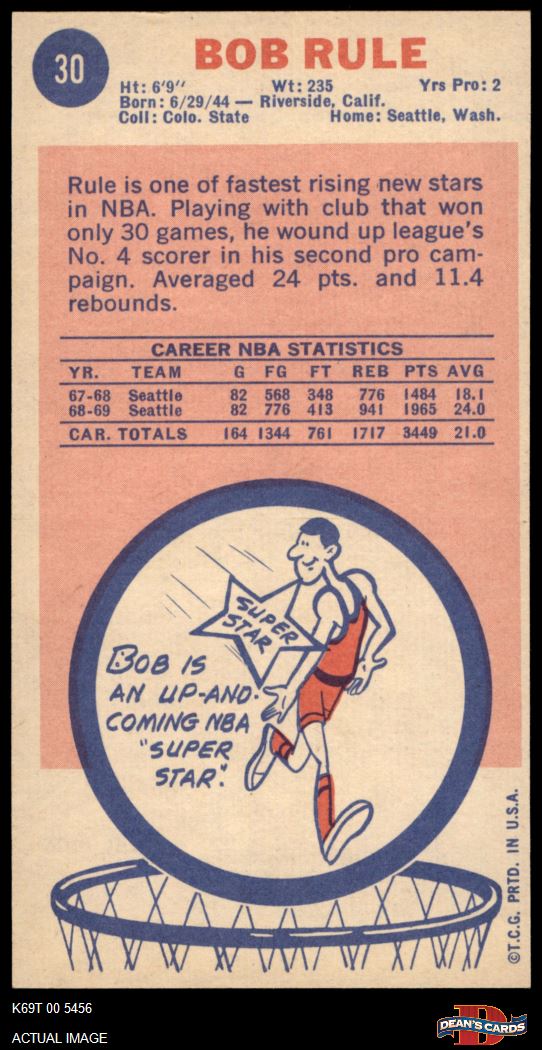 30
BOB RULE
Ht: 6'9" Wt: 235 Yrs Pro: 2
Born: 6/29/44 — Riverside, Calif.
Coll: Colo. State Home: Seattle, Wash.
Rule is one of fastest rising new stars
in NBA. Playing with club that won
only 30 games, he wound up league's
No. 4 scorer in his second pro cam-
paign. Averaged 24 pts. and 11.4
rebounds.
CAREER NBA STATISTICS
YR. TEAM G FG FT REB PTS AVG
67-68 Seattle 82 568 348 776 1484 18.1
68-69 Seattle 82 776 413 941 1965 24.0
CAR. TOTALS 164 1344 761 1717 3449 21.0
SUPER
STAR
BOB IS
AN UP-AND-
COMING NBA
"SUPER
STAR".
©T.C.G. PRTD. IN U.S.A.
K69T 00 5456
ACTUAL IMAGE
D
DEAN'S CARDS